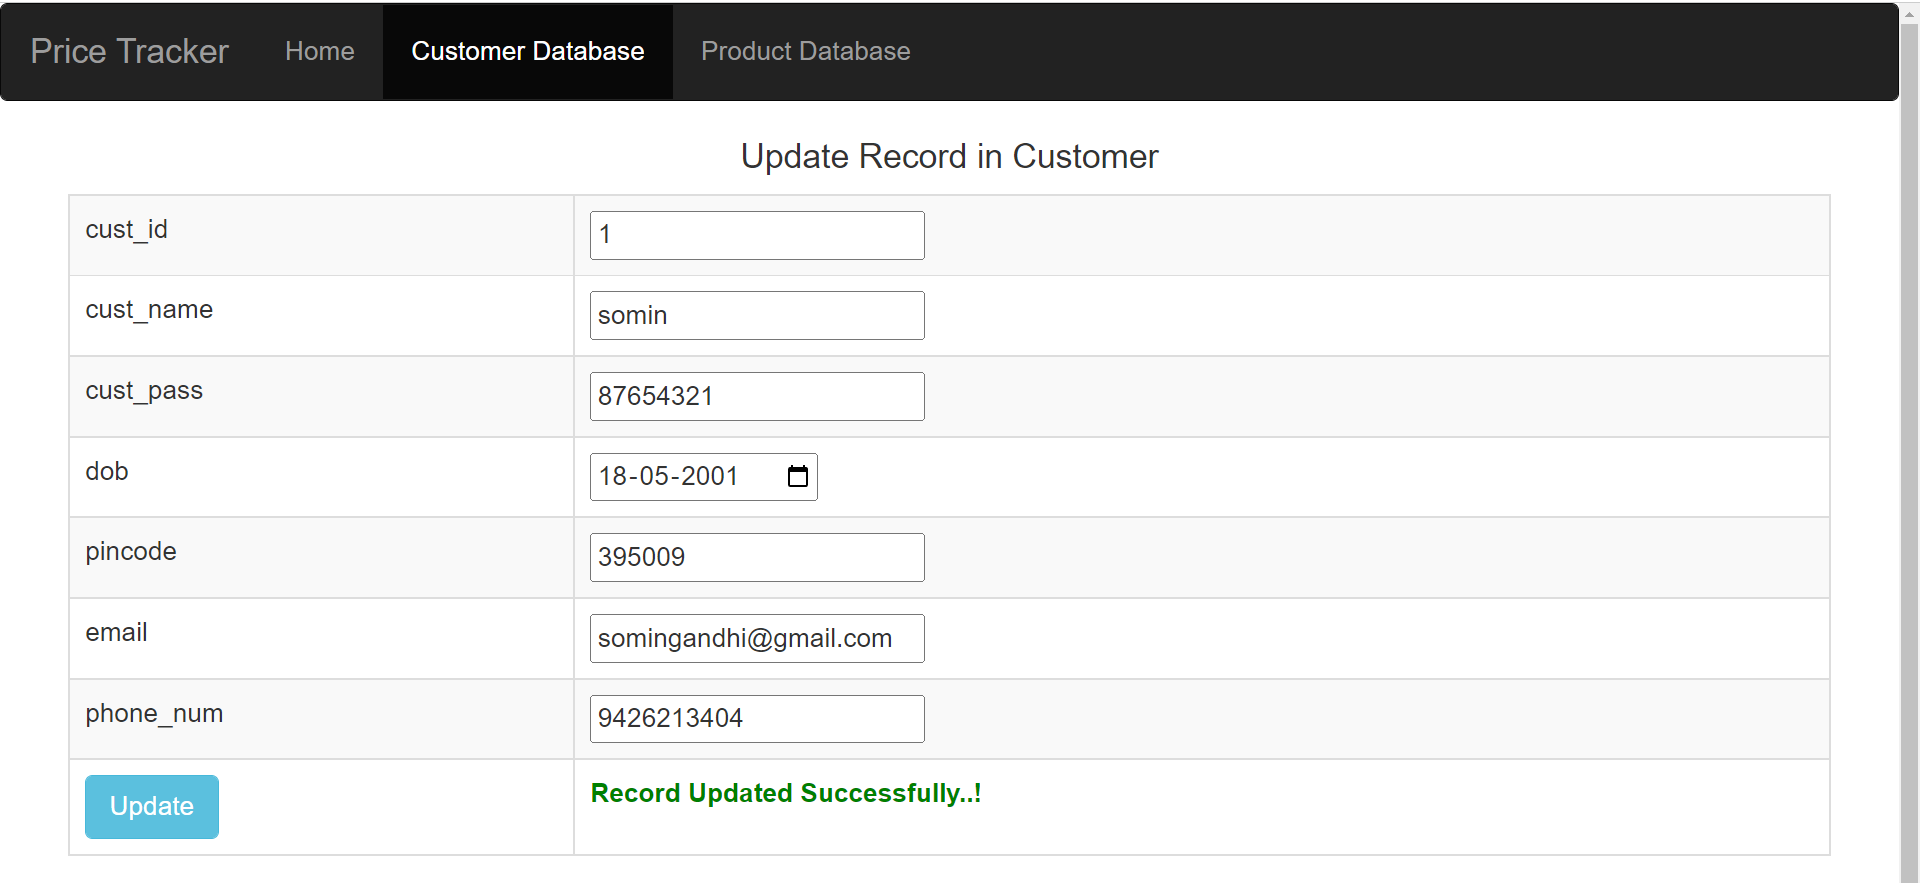 Price Tracker Home Customer Database Product Database
Update Record in Customer
cust_id 1
cust_name somin
cust_pass 87654321
dob 18-05-2001
pincode 395009
email somingandhi@gmail.com
phone_num 9426213404
Update Record Updated Successfully..!